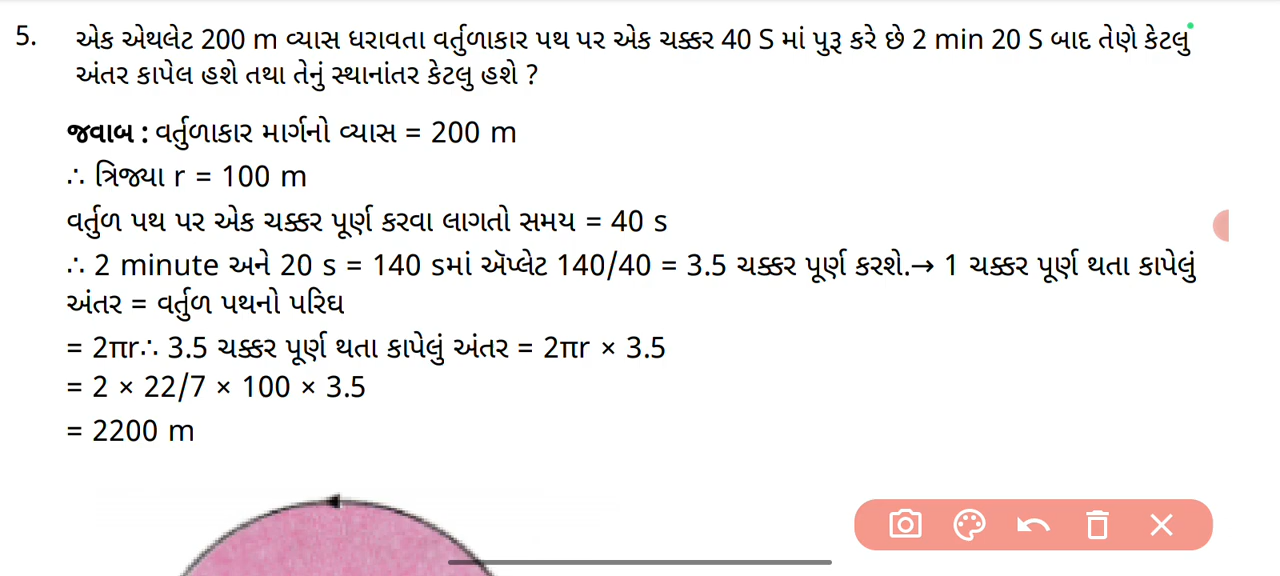 5. એક એથલેટ 200 m વ્યાસ ધરાવતા વર્તુળાકાર પથ પર એક ચક્કર 40 S માં પુરૂ કરે છે 2 min 20 S બાદ તેણે કેટલુ
અંતર કાપેલ હશે તથા તેનું સ્થાનાંતર કેટલુ હશે ?
જવાબ : વર્તુળાકાર માર્ગનો વ્યાસ = 200 m
∴ ત્રિજ્યા r = 100 m
વર્તુળ પથ પર એક ચક્કર પૂર્ણ કરવા લાગતો સમય = 40 s
∴ 2 minute અને 20 s = 140 sમાં ઍપ્લેટ 140/40 = 3.5 ચક્કર પૂર્ણ કરશે.→ 1 ચક્કર પૂર્ણ થતા કાપેલું
અંતર = વર્તુળ પથનો પરિઘ
= 2πr∴ 3.5 ચક્કર પૂર્ણ થતા કાપેલું અંતર = 2πr × 3.5
= 2 × 22/7 × 100 × 3.5
= 2200 m